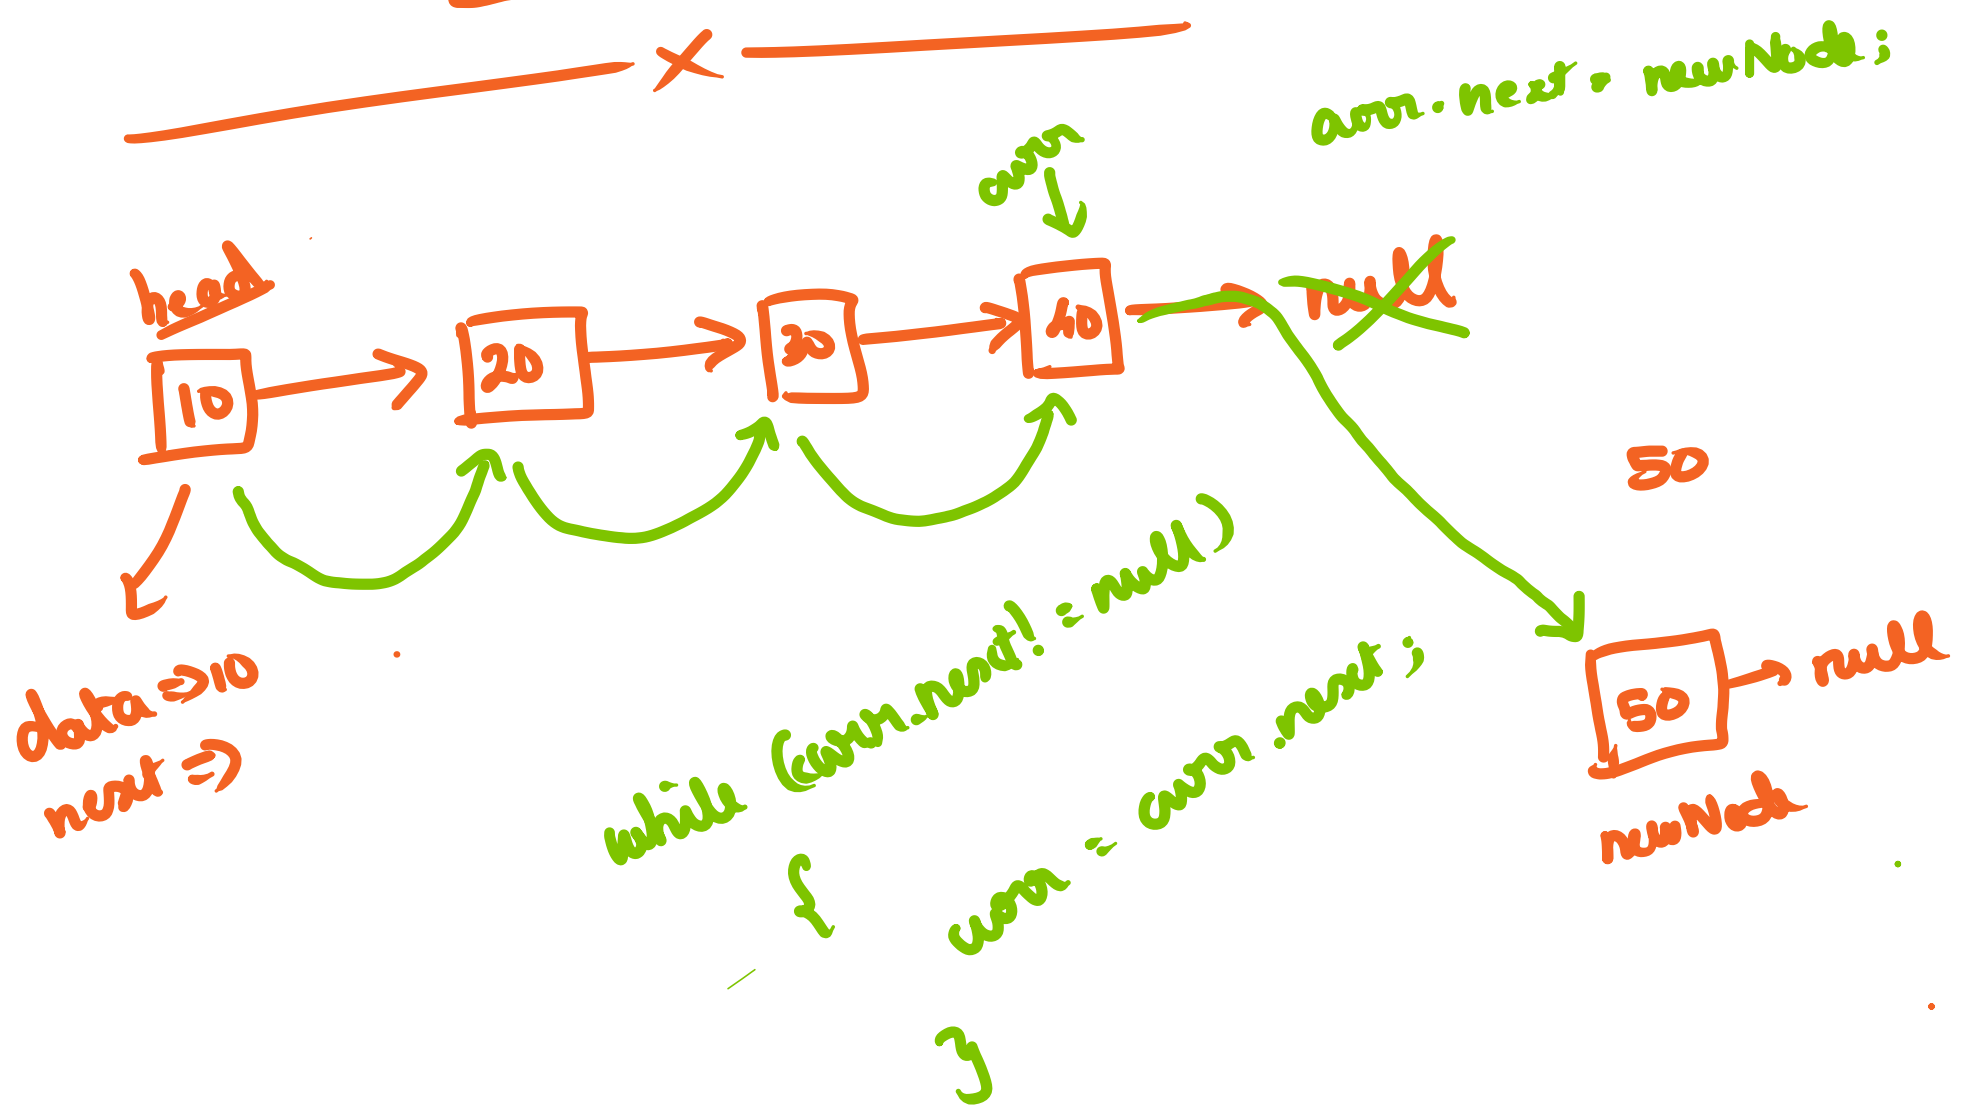 curr.next = newNode;
curr
head
null
10
20
30
40
50
data => 10
next =>
while (curr.next != null)
{
curr = curr.next;
}
50
null
newNode